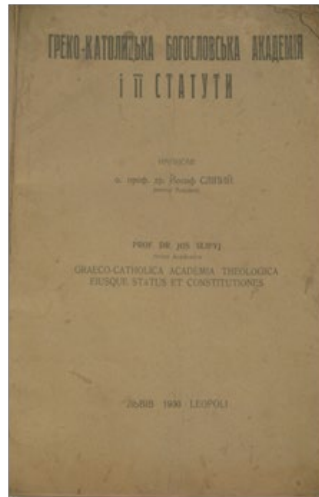 ГРЕКО-КАТОЛИЦЬКА БОГОСЛОВСЬКА АКАДЕМІЯ
І ЇЇ СТАТУТИ
НАПИСАВ
о. проф. др. Йосиф СЛІПИЙ
PROF. DR. JOS SLIPYJ
GRAECO-CATHOLICA ACADEMIA THEOLOGICA
EIUSQUE STATUS ET CONSTITUTIONES
ЛЬВІВ - 1930 - LEOPOLI